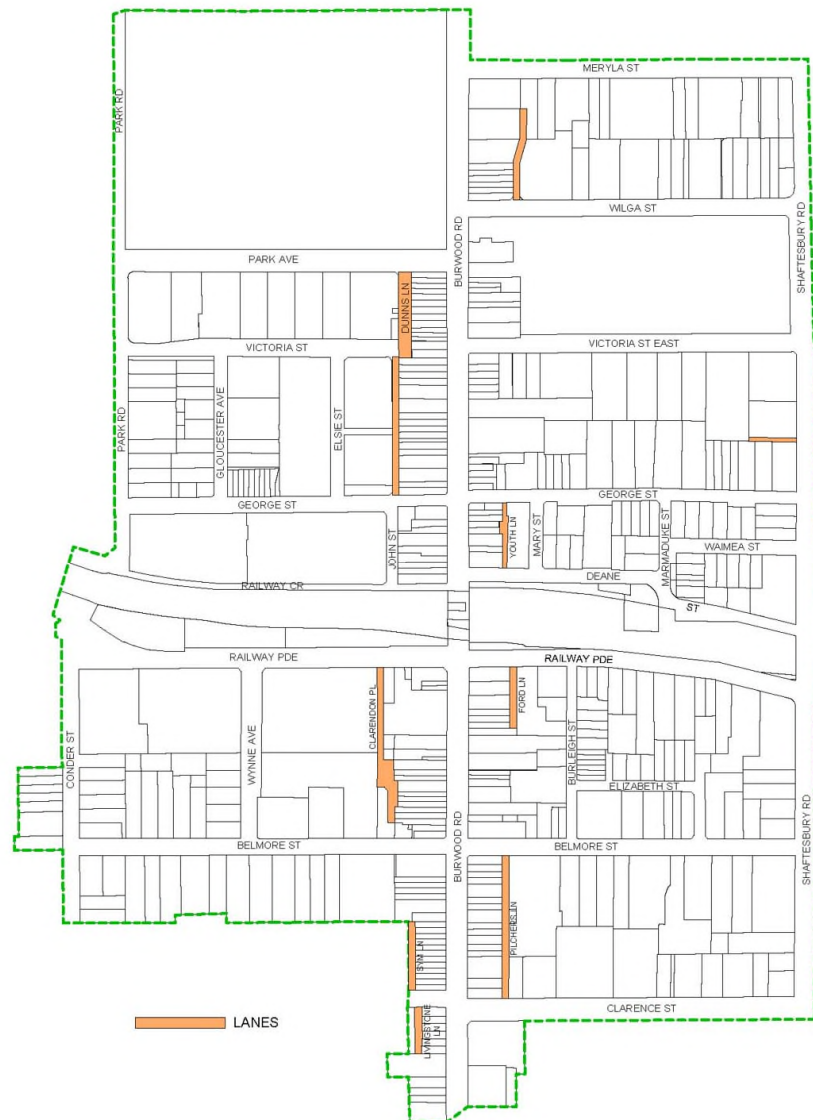 MERYLA ST
PARK RD
WILGA ST
BURWOOD RD
SHAFTESBURY RD
PARK AVE
DUNNS LN
VICTORIA ST
VICTORIA ST EAST
PARK RD
GLOUCESTER AVE
ELSIE ST
GEORGE ST
GEORGE ST
JOHN ST
YOUTH LN
MARY ST
MARMADUKE ST
WAIMEA ST
RAILWAY CR
DEANE
ST
RAILWAY PDE
RAILWAY PDE
CONDER ST
WYNNE AVE
CLARENDON PL
FORD LN
BURLEIGH ST
ELIZABETH ST
BURWOOD RD
SHAFTESBURY RD
BELMORE ST
BELMORE ST
SYM LN
PILCHERS LN
CLARENCE ST
LIVINGSTONE
LN
LANES